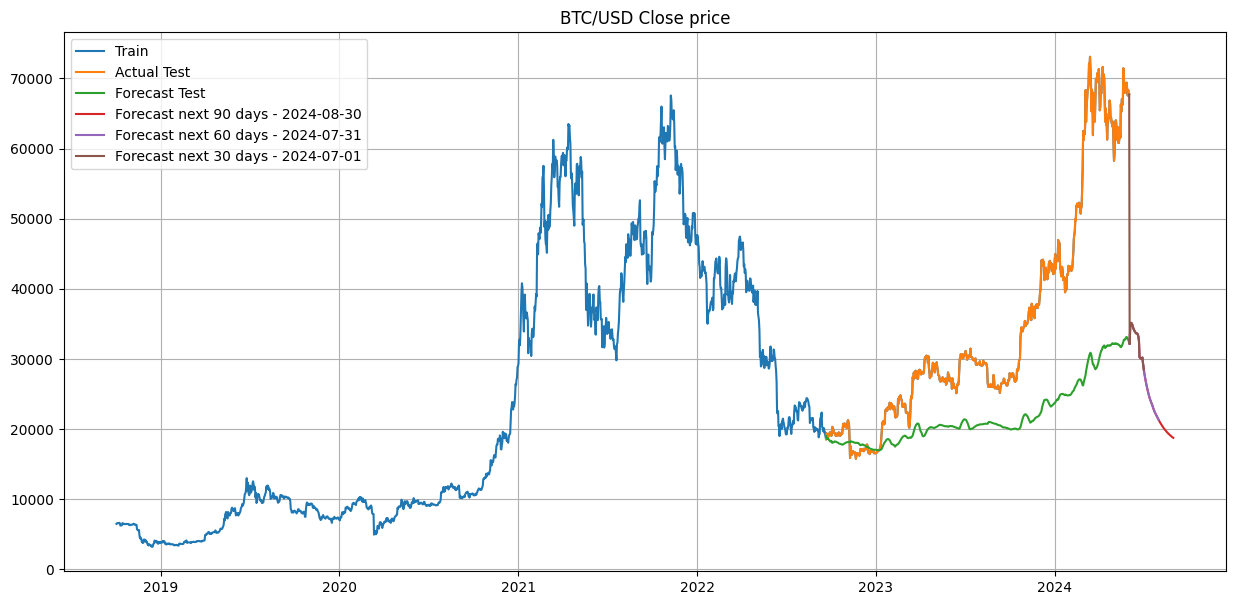 BTC/USD Close price
Train
Actual Test
Forecast Test
Forecast next 90 days - 2024-08-30
Forecast next 60 days - 2024-07-31
Forecast next 30 days - 2024-07-01
70000
60000
50000
40000
30000
20000
10000
0
2019 2020 2021 2022 2023 2024